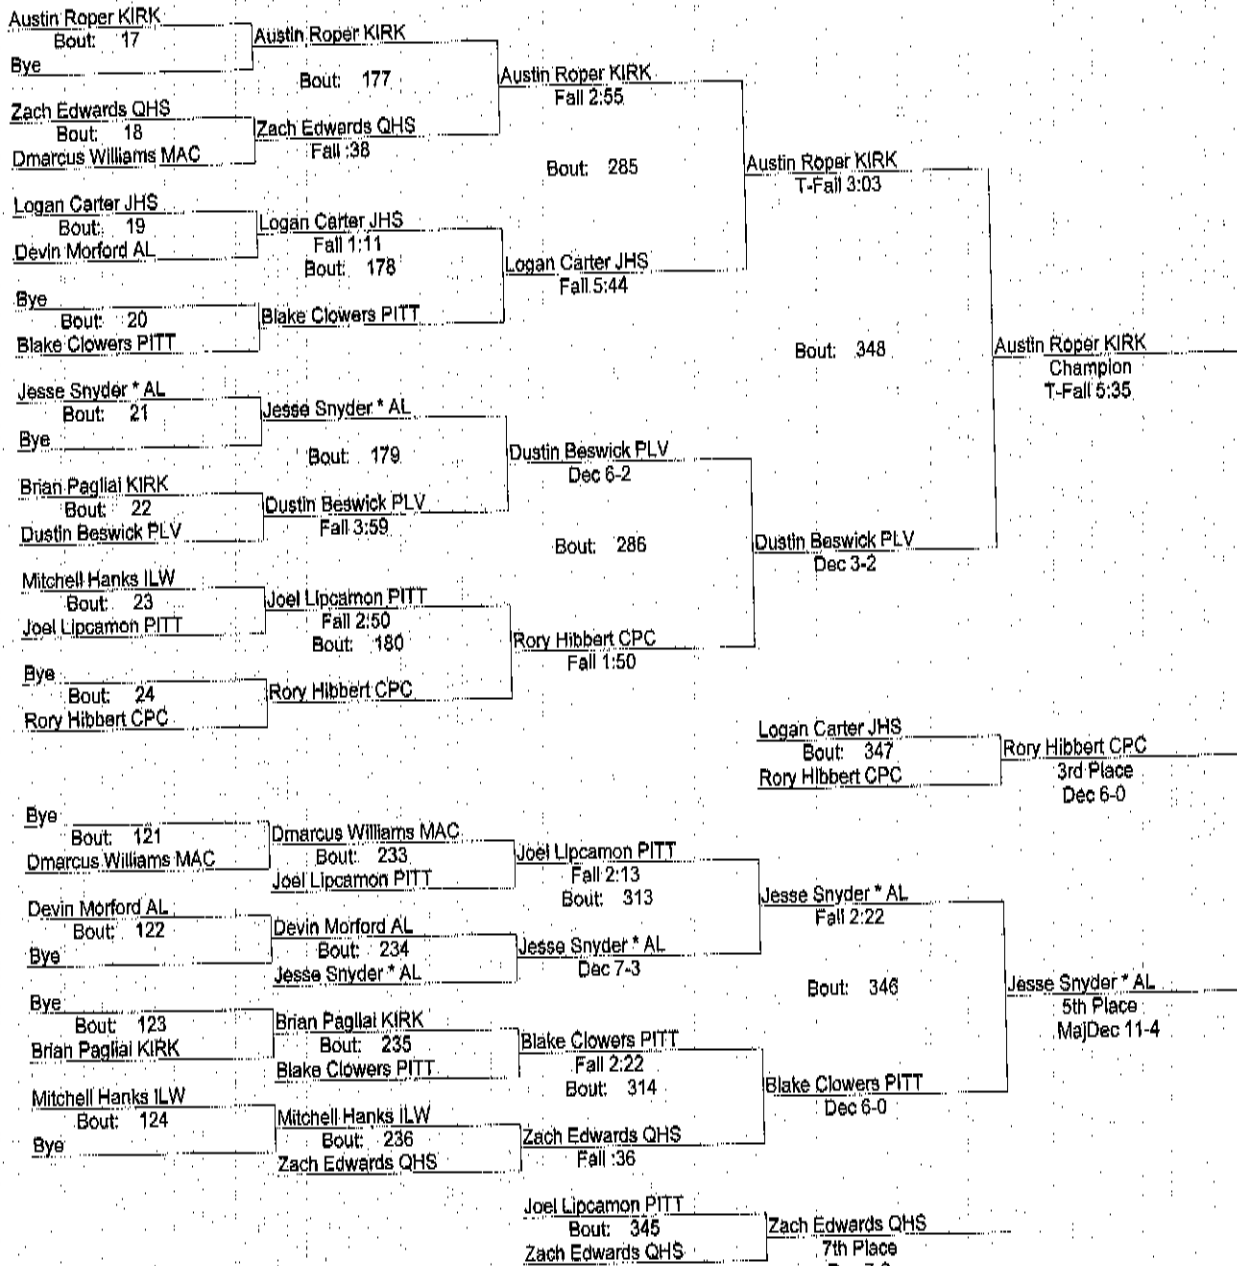 Austin Roper KIRK
Bout: 17
Bye
Austin Roper KIRK
Bout: 177
Zach Edwards QHS
Bout: 18
Dmarcus Williams MAC
Zach Edwards QHS
Fall :38
Austin Roper KIRK
Fall 2:55
Bout: 285
Logan Carter JHS
Bout: 19
Devin Morford AL
Logan Carter JHS
Fall 1:11
Bout: 178
Bye
Bout: 20
Blake Clowers PITT
Blake Clowers PITT
Logan Carter JHS
Fall 5:44
Austin Roper KIRK
T-Fall 3:03
Bout: 348
Austin Roper KIRK
Champion
T-Fall 5:35
Jesse Snyder * AL
Bout: 21
Bye
Jesse Snyder * AL
Bout: 179
Brian Pagliai KIRK
Bout: 22
Dustin Beswick PLV
Dustin Beswick PLV
Fall 3:59
Dustin Beswick PLV
Dec 6-2
Bout: 286
Mitchell Hanks ILW
Bout: 23
Joel Lipcamon PITT
Joel Lipcamon PITT
Fall 2:50
Bout: 180
Bye
Bout: 24
Rory Hibbert CPC
Rory Hibbert CPC
Rory Hibbert CPC
Fall 1:50
Dustin Beswick PLV
Dec 3-2
Logan Carter JHS
Bout: 347
Rory Hibbert CPC
Rory Hibbert CPC
3rd Place
Dec 6-0
Bye
Bout: 121
Dmarcus Williams MAC
Dmarcus Williams MAC
Bout: 233
Joel Lipcamon PITT
Joel Lipcamon PITT
Fall 2:13
Bout: 313
Devin Morford AL
Bout: 122
Bye
Devin Morford AL
Bout: 234
Jesse Snyder * AL
Jesse Snyder * AL
Dec 7-3
Jesse Snyder * AL
Fall 2:22
Bout: 346
Jesse Snyder * AL
5th Place
MajDec 11-4
Bye
Bout: 123
Brian Pagliai KIRK
Brian Pagliai KIRK
Bout: 235
Blake Clowers PITT
Blake Clowers PITT
Fall 2:22
Bout: 314
Mitchell Hanks ILW
Bout: 124
Bye
Mitchell Hanks ILW
Bout: 236
Zach Edwards QHS
Zach Edwards QHS
Fall :36
Blake Clowers PITT
Dec 6-0
Joel Lipcamon PITT
Bout: 345
Zach Edwards QHS
Zach Edwards QHS
7th Place